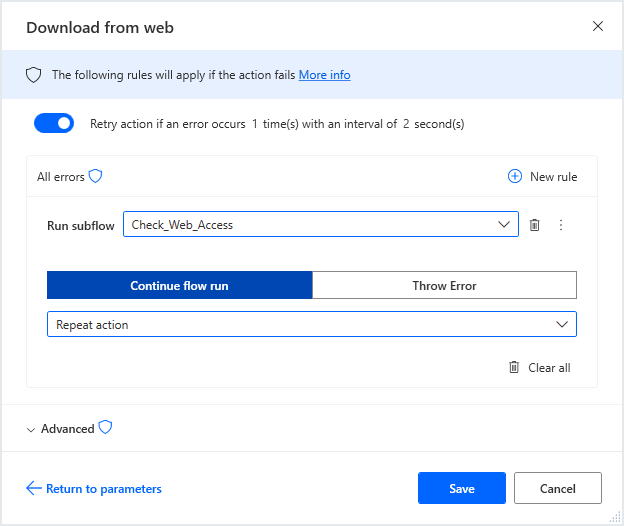 Download from web
The following rules will apply if the action fails More info
Retry action if an error occurs 1 time(s) with an interval of 2 second(s)
All errors
New rule
Run subflow
Check_Web_Access
Continue flow run
Throw Error
Repeat action
Clear all
Advanced
Return to parameters
Save
Cancel